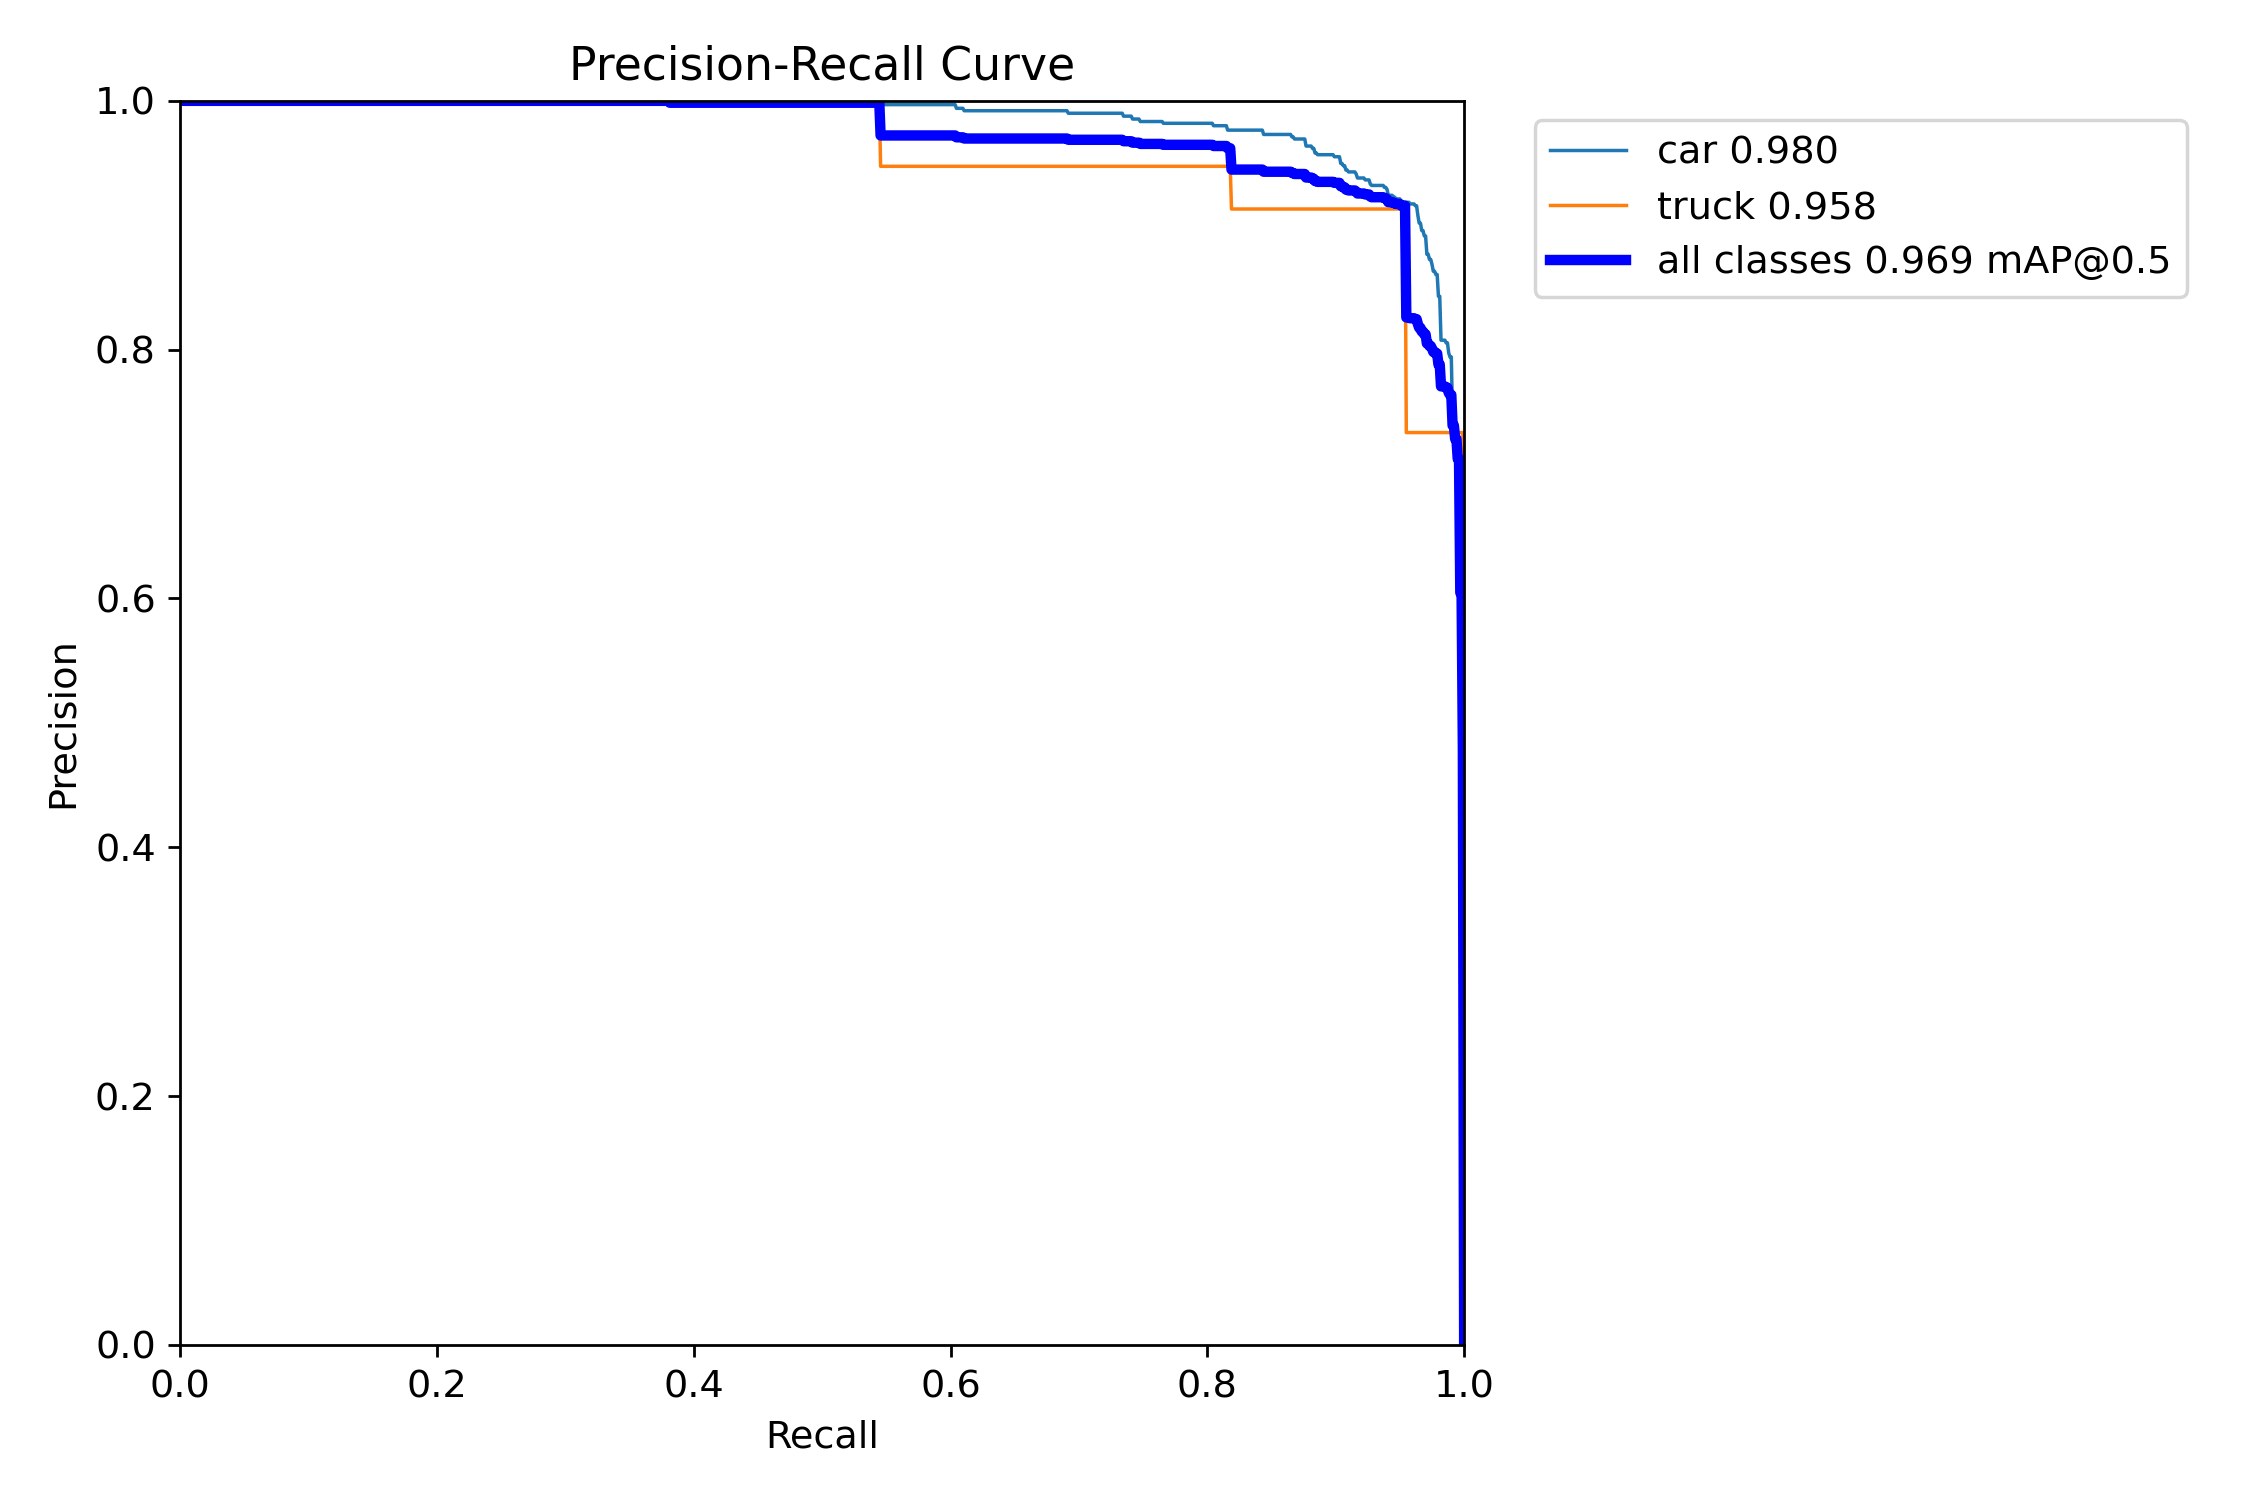 Precision-Recall Curve
1.0
0.8
0.6
0.4
0.2
0.0
Precision
0.0 0.2 0.4 0.6 0.8 1.0
Recall
car 0.980
truck 0.958
all classes 0.969 mAP@0.5